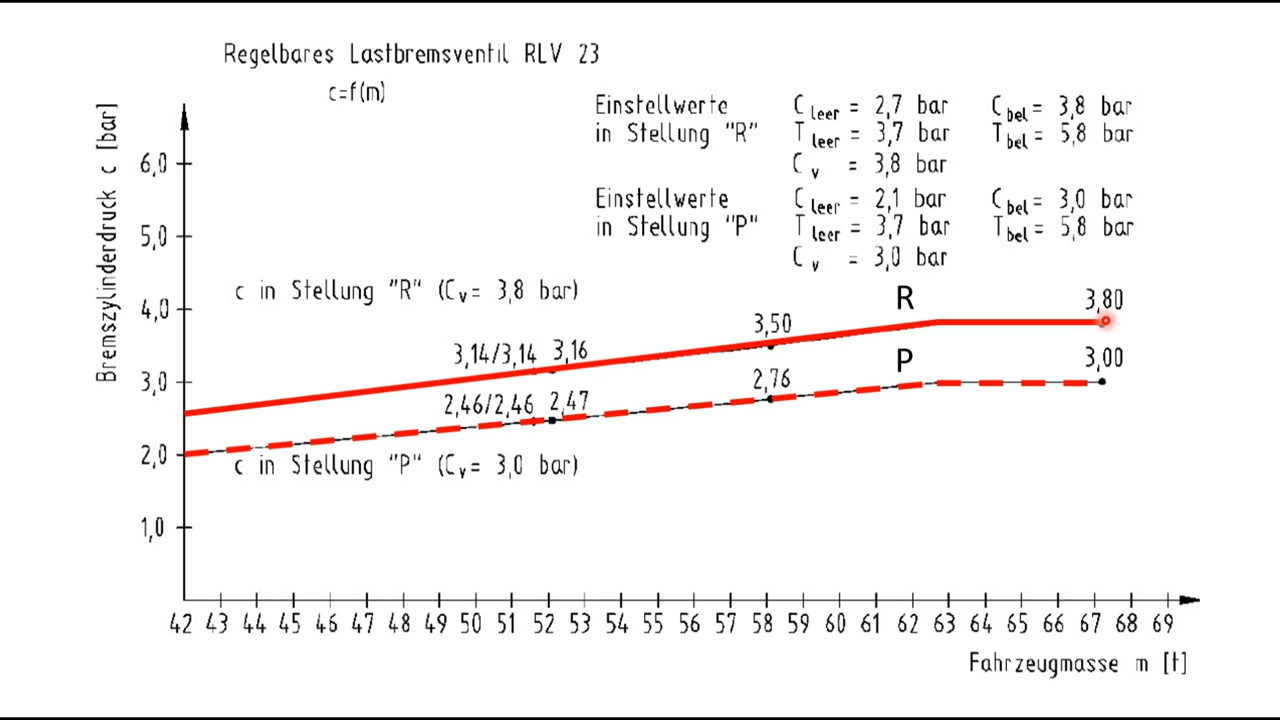 Regelbares Lastbremsventil RLV 23
c=f(m)
Einstellwerte C leer = 2,7 bar C bel = 3,8 bar
in Stellung "R" T leer = 3,7 bar T bel = 5,8 bar
C v = 3,8 bar
Einstellwerte C leer = 2,1 bar C bel = 3,0 bar
in Stellung "P" T leer = 3,7 bar T bel = 5,8 bar
C v = 3,0 bar
Bremszylinderdruck c [bar]
6,0
5,0
4,0
3,0
2,0
1,0
c in Stellung "R" (Cv= 3,8 bar)
R
3,80
3,50
3,14/3,14 3,16
P
3,00
2,76
2,46/2,46 2,47
c in Stellung "P" (Cv= 3,0 bar)
42 43 44 45 46 47 48 49 50 51 52 53 54 55 56 57 58 59 60 61 62 63 64 65 66 67 68 69
Fahrzeugmasse m [t]